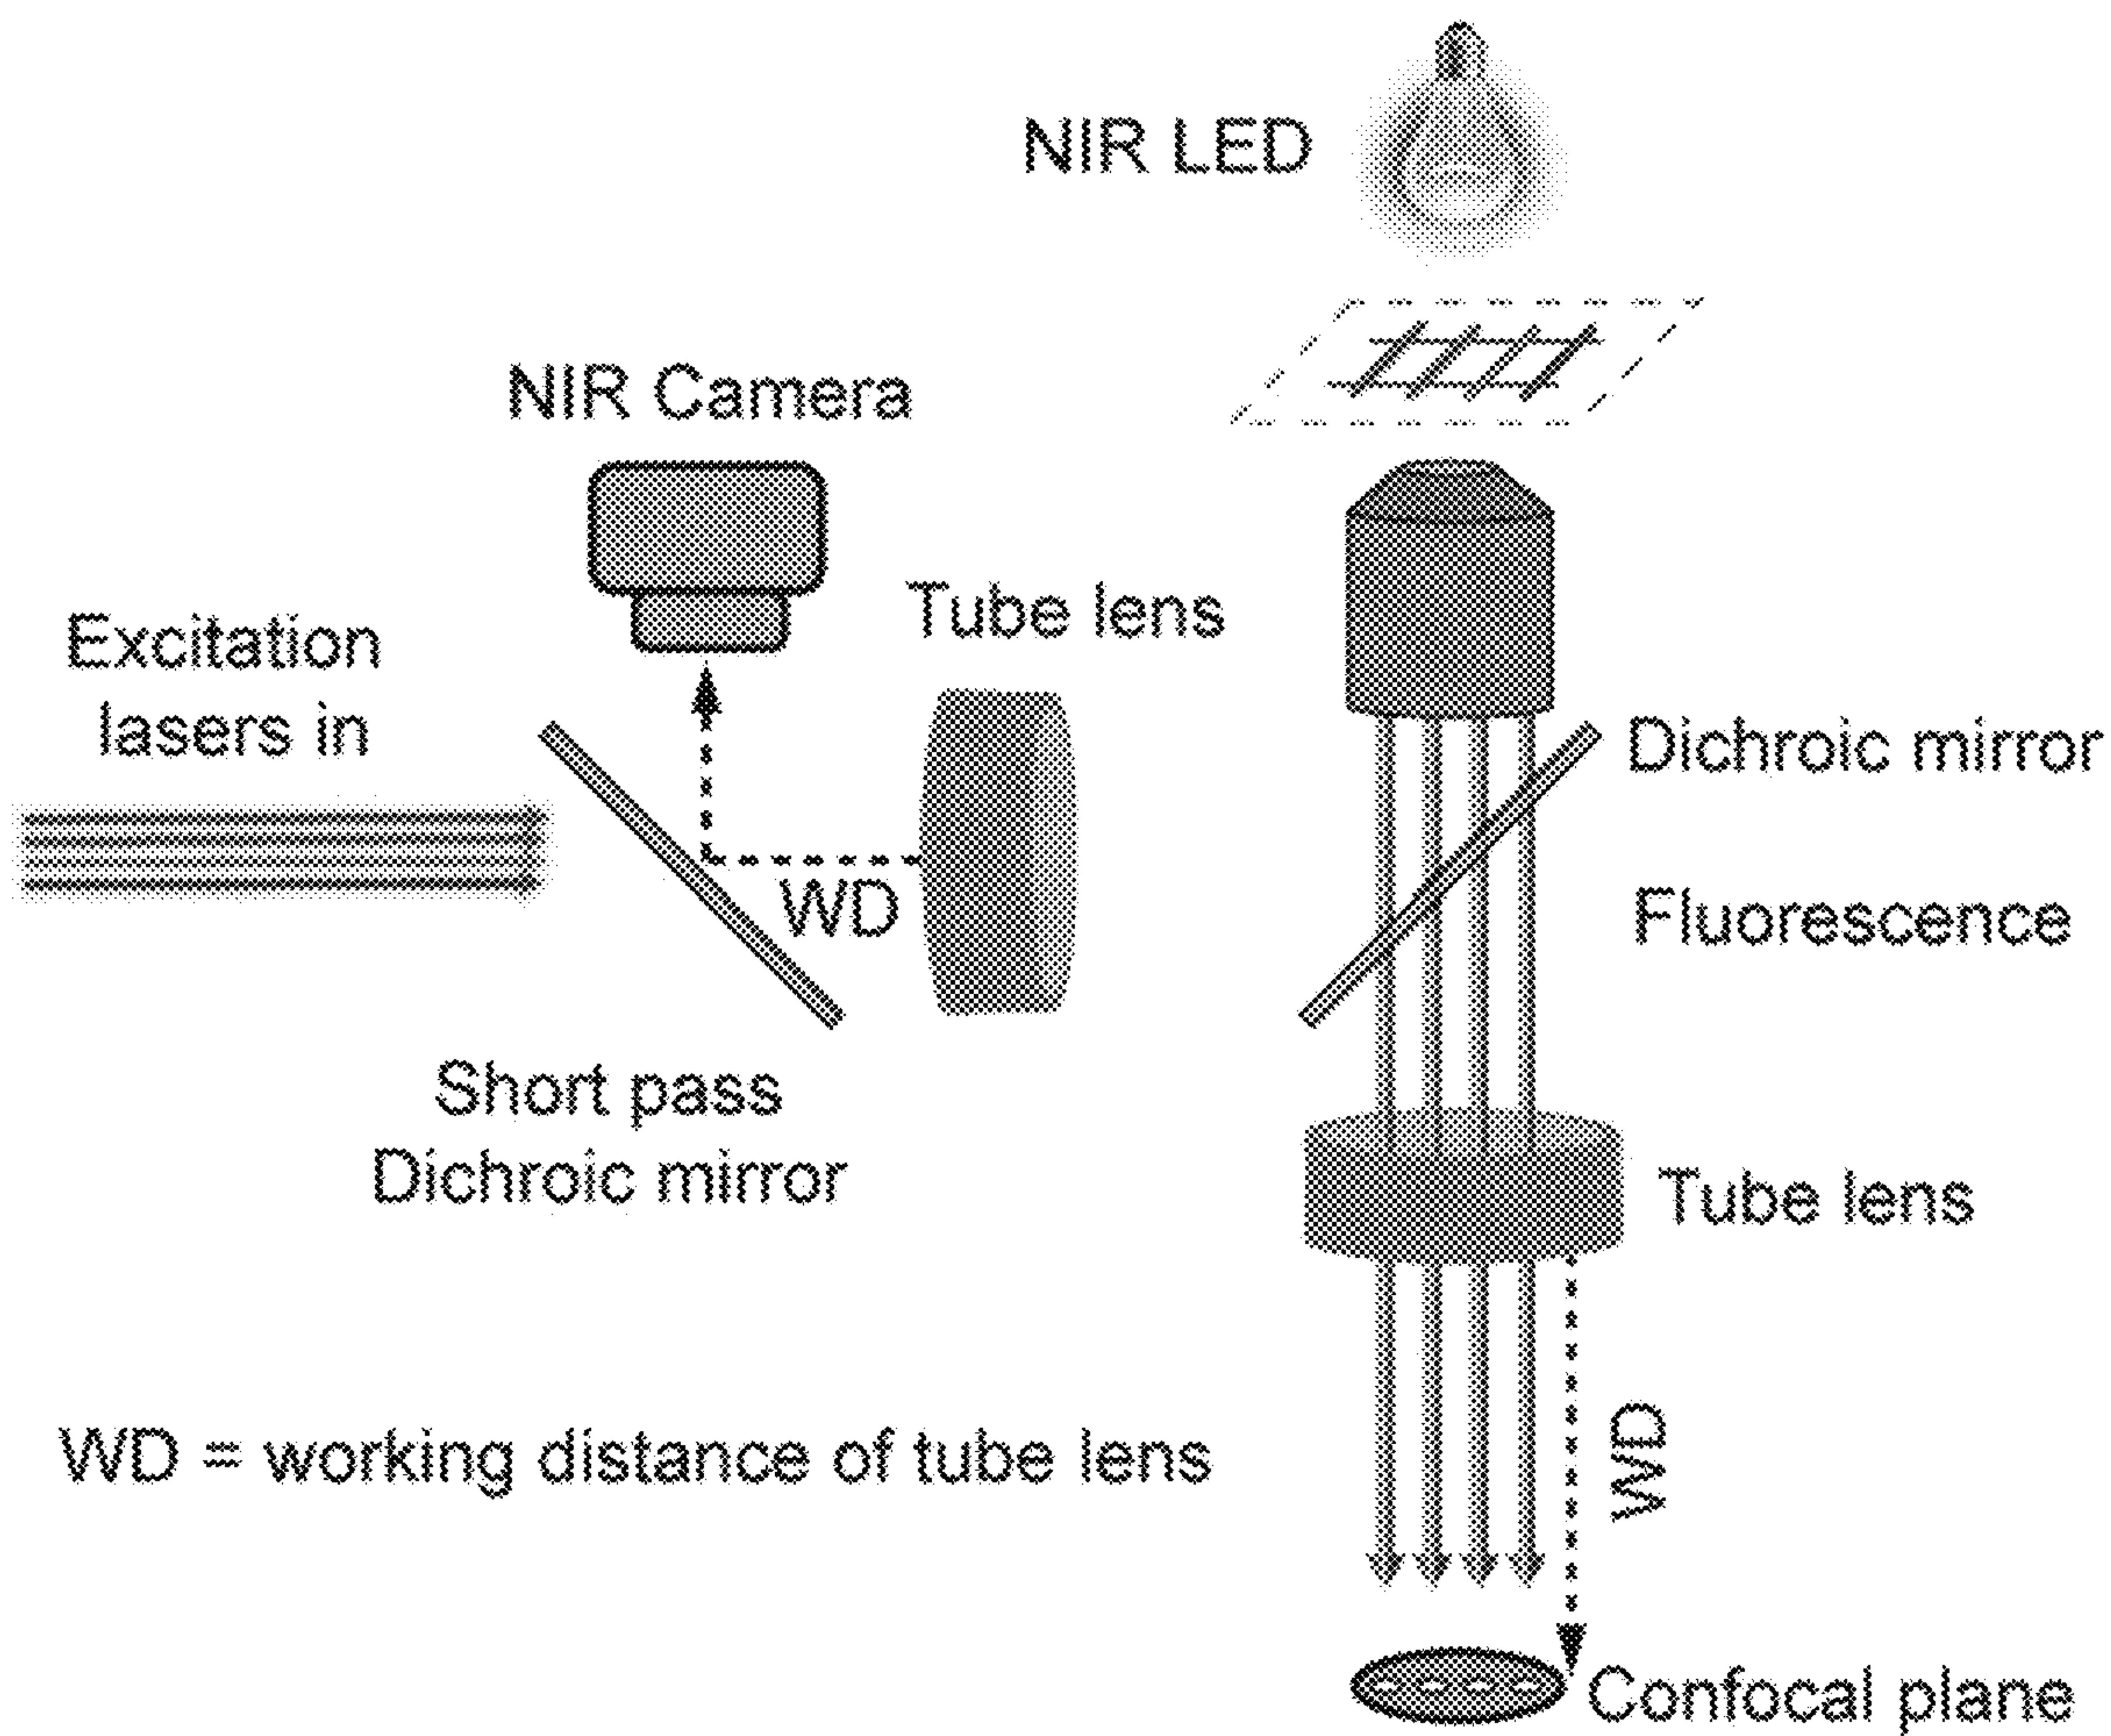 NIR LED
NIR Camera
Tube lens
Excitation
lasers in
Dichroic mirror
WD
Fluorescence
Short pass
Dichroic mirror
Tube lens
WD
WD = working distance of tube lens
Confocal plane